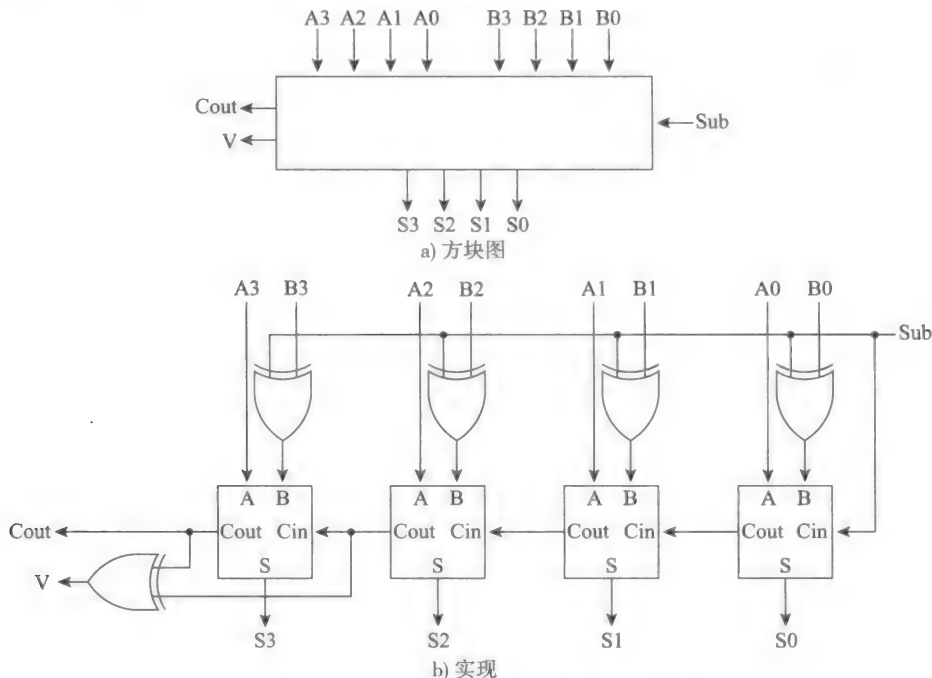 A3 A2 A1 A0 B3 B2 B1 B0
Cout
Sub
V
S3 S2 S1 S0
a) 方块图
A3 B3 A2 B2 A1 B1 A0 B0
Sub
A B A B A B A B
Cout Cout Cin Cout Cin Cout Cin Cout Cin
S S S S
V
S3 S2 S1 S0
b) 实现